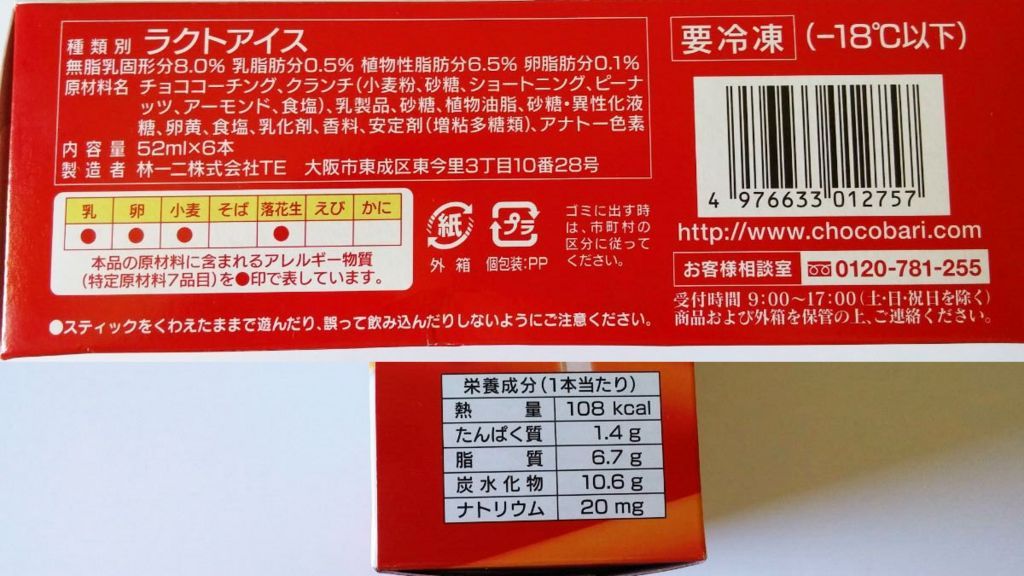 種類別 ラクトアイス
無脂乳固形分8.0% 乳脂肪分0.5% 植物性脂肪分6.5% 卵脂肪分0.1%
原材料名 チョココーチング、クランチ(小麦粉、砂糖、ショートニング、ピーナ
ッツ、アーモンド、食塩)、乳製品、砂糖、植物油脂、砂糖・異性化液
糖、卵黄、食塩、乳化剤、香料、安定剤(増粘多糖類)、アナトー色素
内容量 52ml×6本
製造者 林一二株式会社TE 大阪市東成区東今里3丁目10番28号
乳 卵 小麦 そば 落花生 えび かに
● ● ● ●
本品の原材料に含まれるアレルギー物質
(特定原材料7品目)を●印で表しています。
紙
外箱
プラ
個包装:PP
ゴミに出す時
は、市町村の
区分に従って
ください。
●スティックをくわえたままで遊んだり、誤って飲み込んだりしないようにご注意ください。
要冷凍 (−18℃以下)
4 976633 012757
http://www.chocobari.com
お客様相談室 0120-781-255
受付時間 9:00〜17:00(土・日・祝日を除く)
商品および外箱を保管の上、ご連絡ください。
栄養成分(1本当たり)
熱量 108 kcal
たんぱく質 1.4 g
脂質 6.7 g
炭水化物 10.6 g
ナトリウム 20 mg